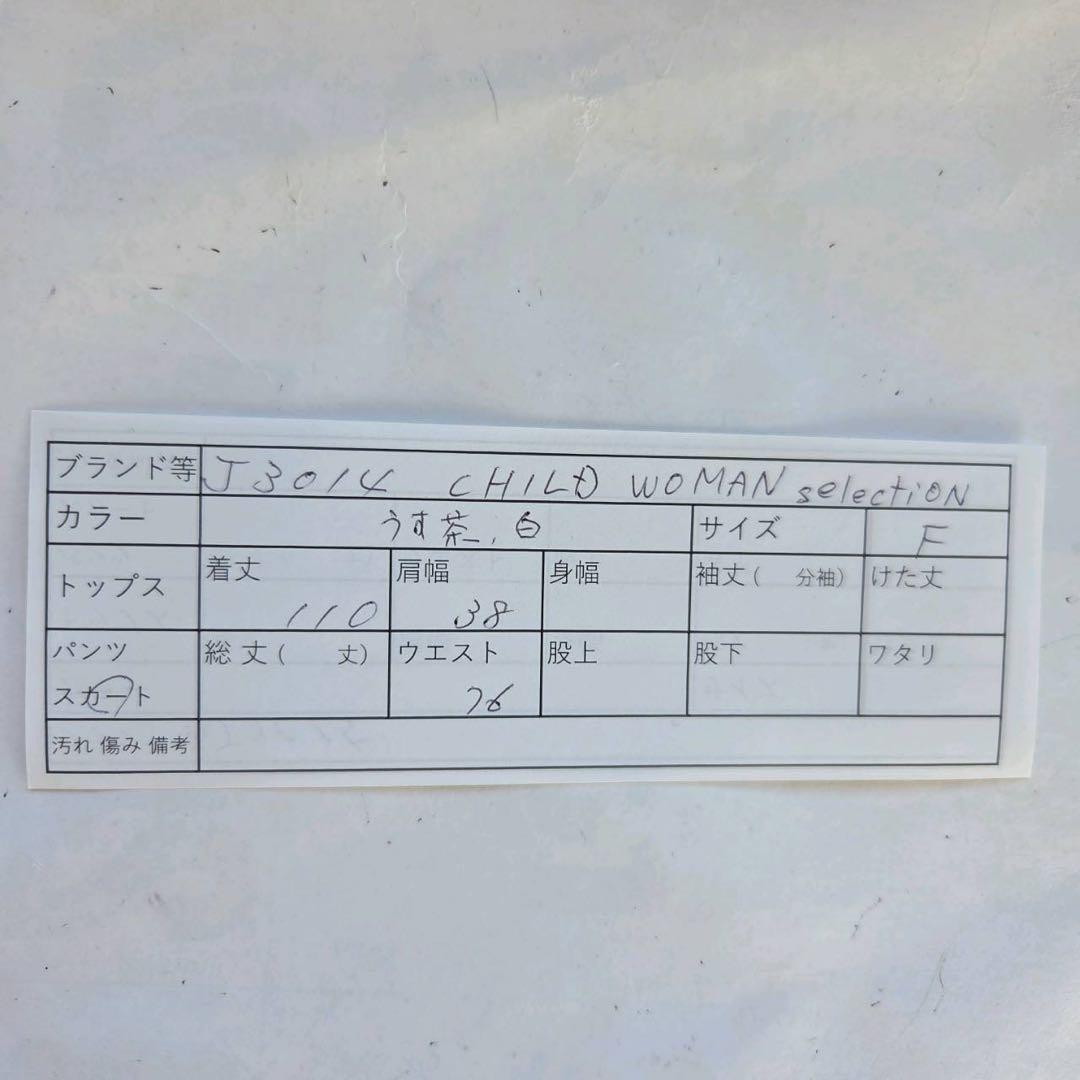 ブランド等 J3014 CHILD WOMAN selection
カラー うす茶、白 サイズ F
トップス 着丈 110 肩幅 38 身幅 袖丈( 分袖) けた丈
パンツ 総丈( 丈) ウエスト 76 股上 股下 ワタリ
スカート
汚れ 傷み 備考